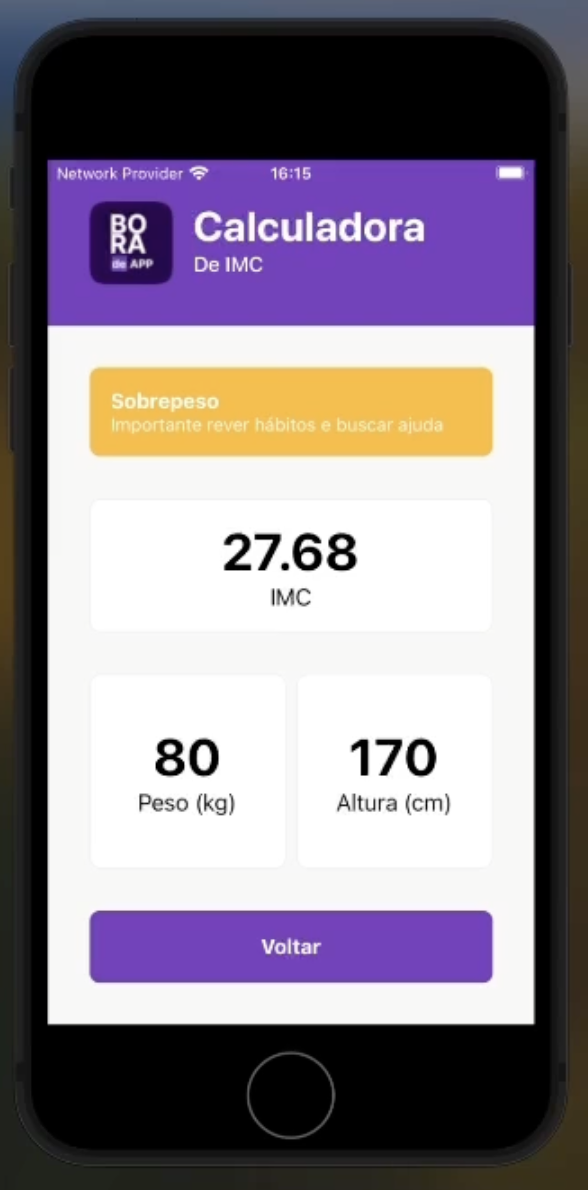 Network Provider 16:15
BO
RA
de APP
Calculadora
De IMC
Sobrepeso
Importante rever hábitos e buscar ajuda
27.68
IMC
80
Peso (kg)
170
Altura (cm)
Voltar